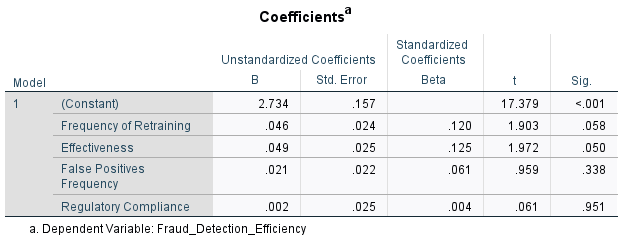 Coefficients^a
Model Unstandardized Coefficients Standardized Coefficients t Sig.
B Std. Error Beta
1 (Constant) 2.734 .157 17.379 <.001
Frequency of Retraining .046 .024 .120 1.903 .058
Effectiveness .049 .025 .125 1.972 .050
False Positives Frequency .021 .022 .061 .959 .338
Regulatory Compliance .002 .025 .004 .061 .951
a. Dependent Variable: Fraud_Detection_Efficiency